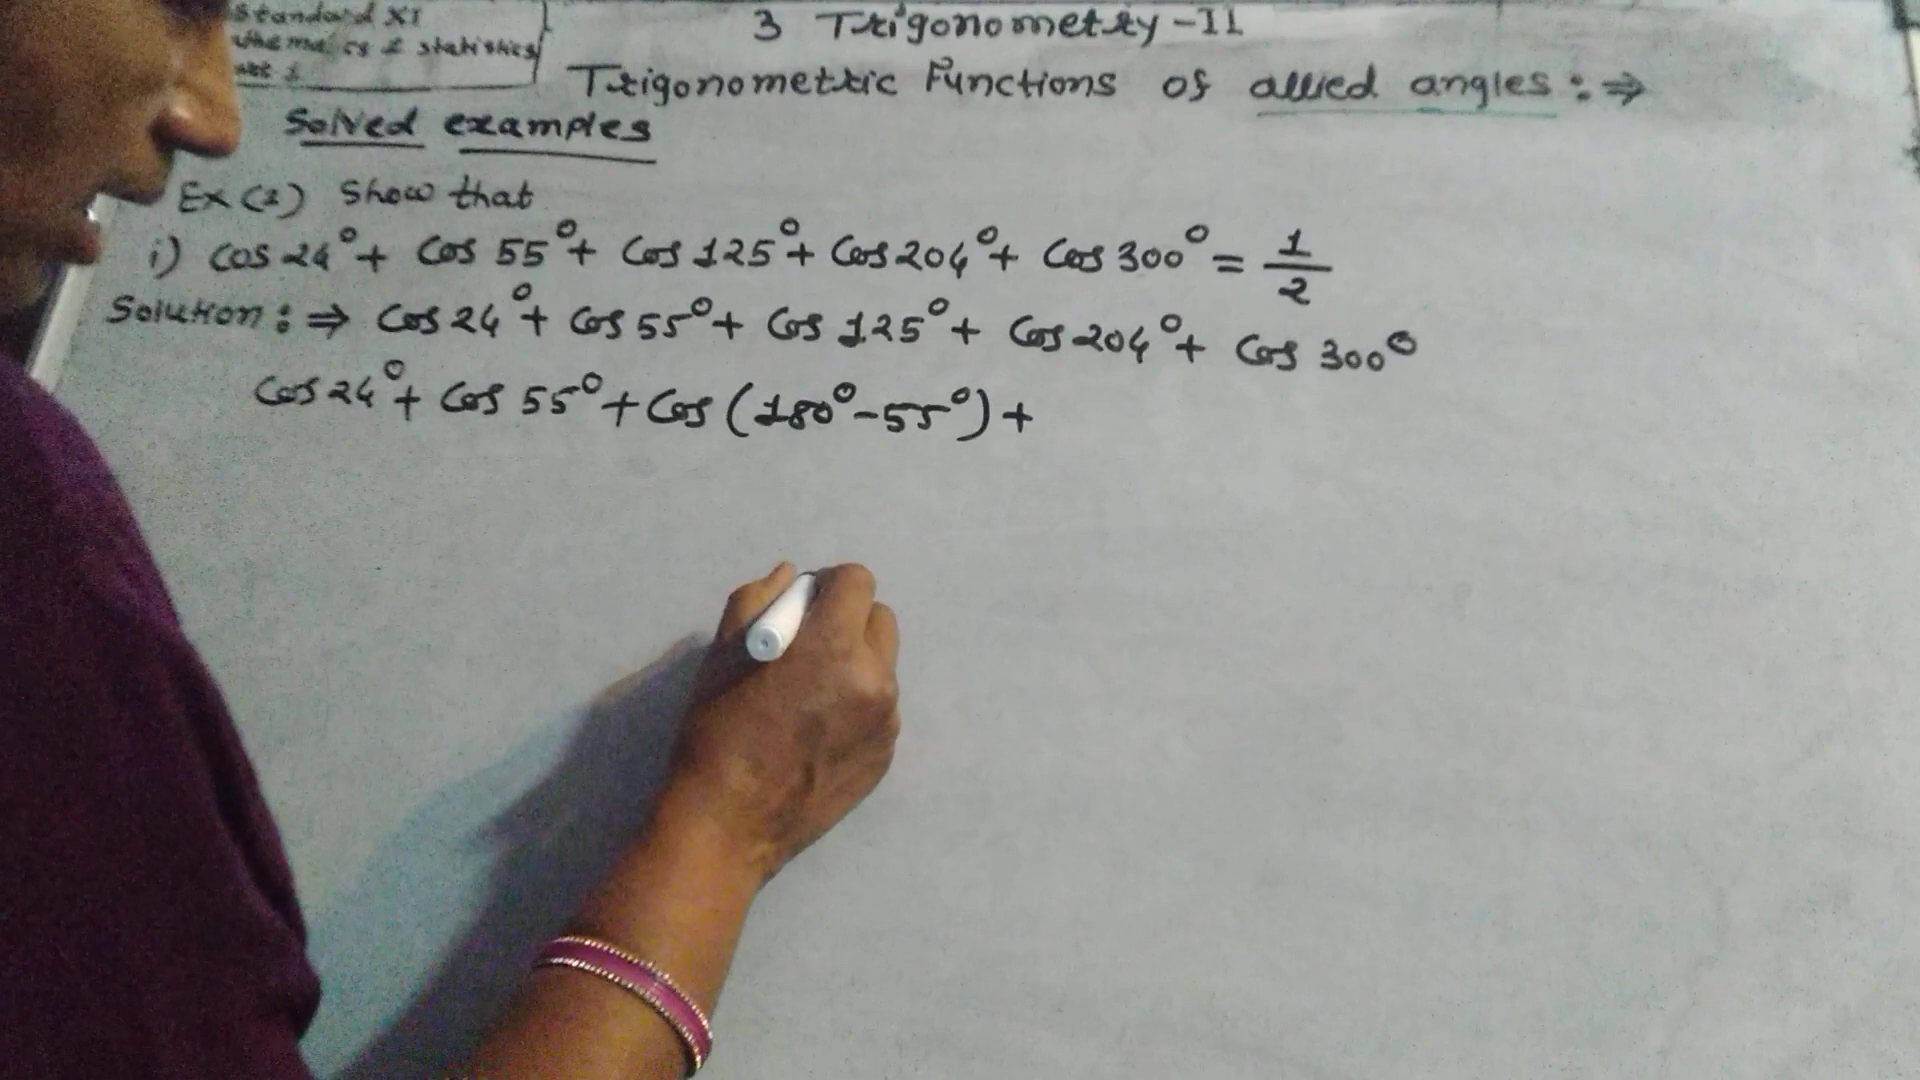 Standard XI
& statistics
3 Trigonometry-II
Trigonometric Functions of allied angles :⇒
Solved examples
Ex (2) Show that
i) cos 24° + cos 55° + cos 125° + cos 204° + cos 300° = 1/2
Solution :⇒ cos 24° + cos 55° + cos 125° + cos 204° + cos 300°
cos 24° + cos 55° + cos (180° - 55°) +